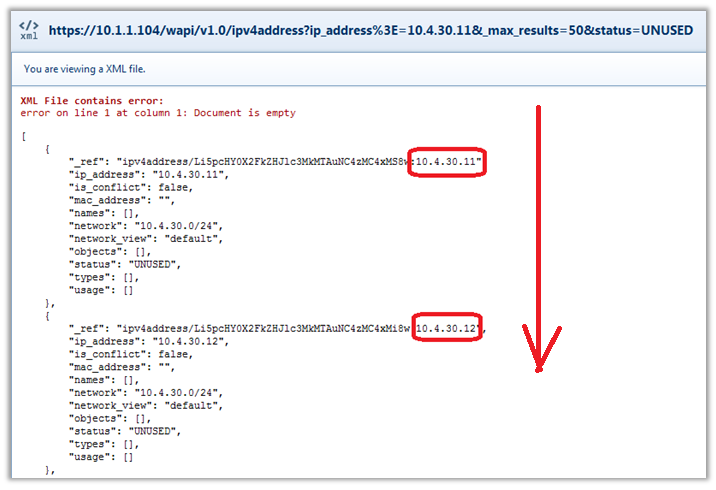 </>
xml
https://10.1.1.104/wapi/v1.0/ipv4address?ip_address%3E=10.4.30.11&_max_results=50&status=UNUSED
You are viewing a XML file.
XML File contains error:
error on line 1 at column 1: Document is empty
[
{
"_ref": "ipv4address/Li5pcHY0X2FkZHJlc3MkMTAuNC4zMC4xMS8w:10.4.30.11"
"ip_address": "10.4.30.11",
"is_conflict": false,
"mac_address": "",
"names": [],
"network": "10.4.30.0/24",
"network_view": "default",
"objects": [],
"status": "UNUSED",
"types": [],
"usage": []
},
{
"_ref": "ipv4address/Li5pcHY0X2FkZHJlc3MkMTAuNC4zMC4xMi8w:10.4.30.12",
"ip_address": "10.4.30.12",
"is_conflict": false,
"mac_address": "",
"names": [],
"network": "10.4.30.0/24",
"network_view": "default",
"objects": [],
"status": "UNUSED",
"types": [],
"usage": []
},